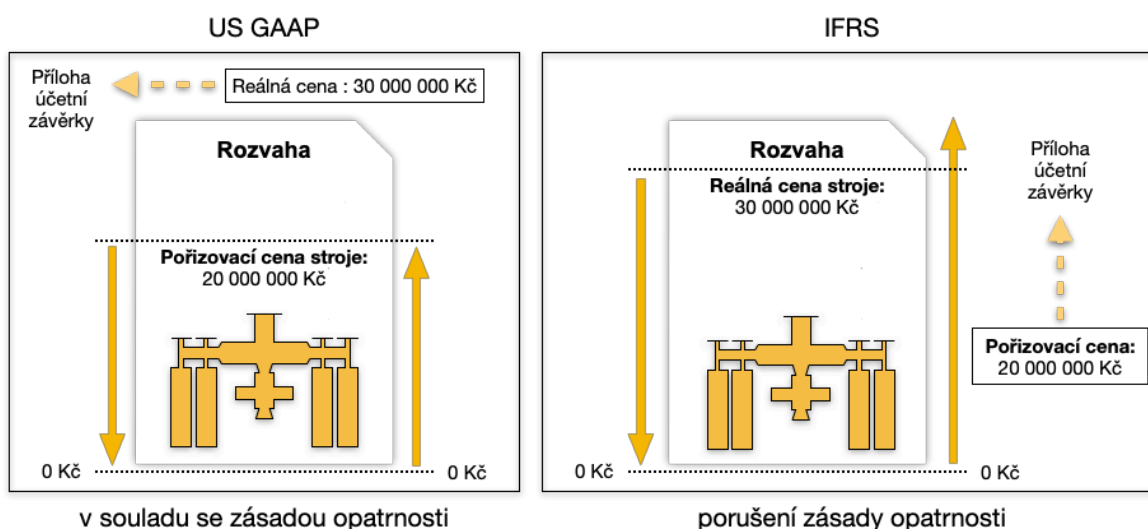 US GAAP
Příloha
účetní
závěrky
Reálná cena : 30 000 000 Kč
Rozvaha
Pořizovací cena stroje:
20 000 000 Kč
0 Kč
0 Kč
v souladu se zásadou opatrnosti
IFRS
Rozvaha
Reálná cena stroje:
30 000 000 Kč
Příloha
účetní
závěrky
Pořizovací cena:
20 000 000 Kč
0 Kč
0 Kč
porušení zásady opatrnosti